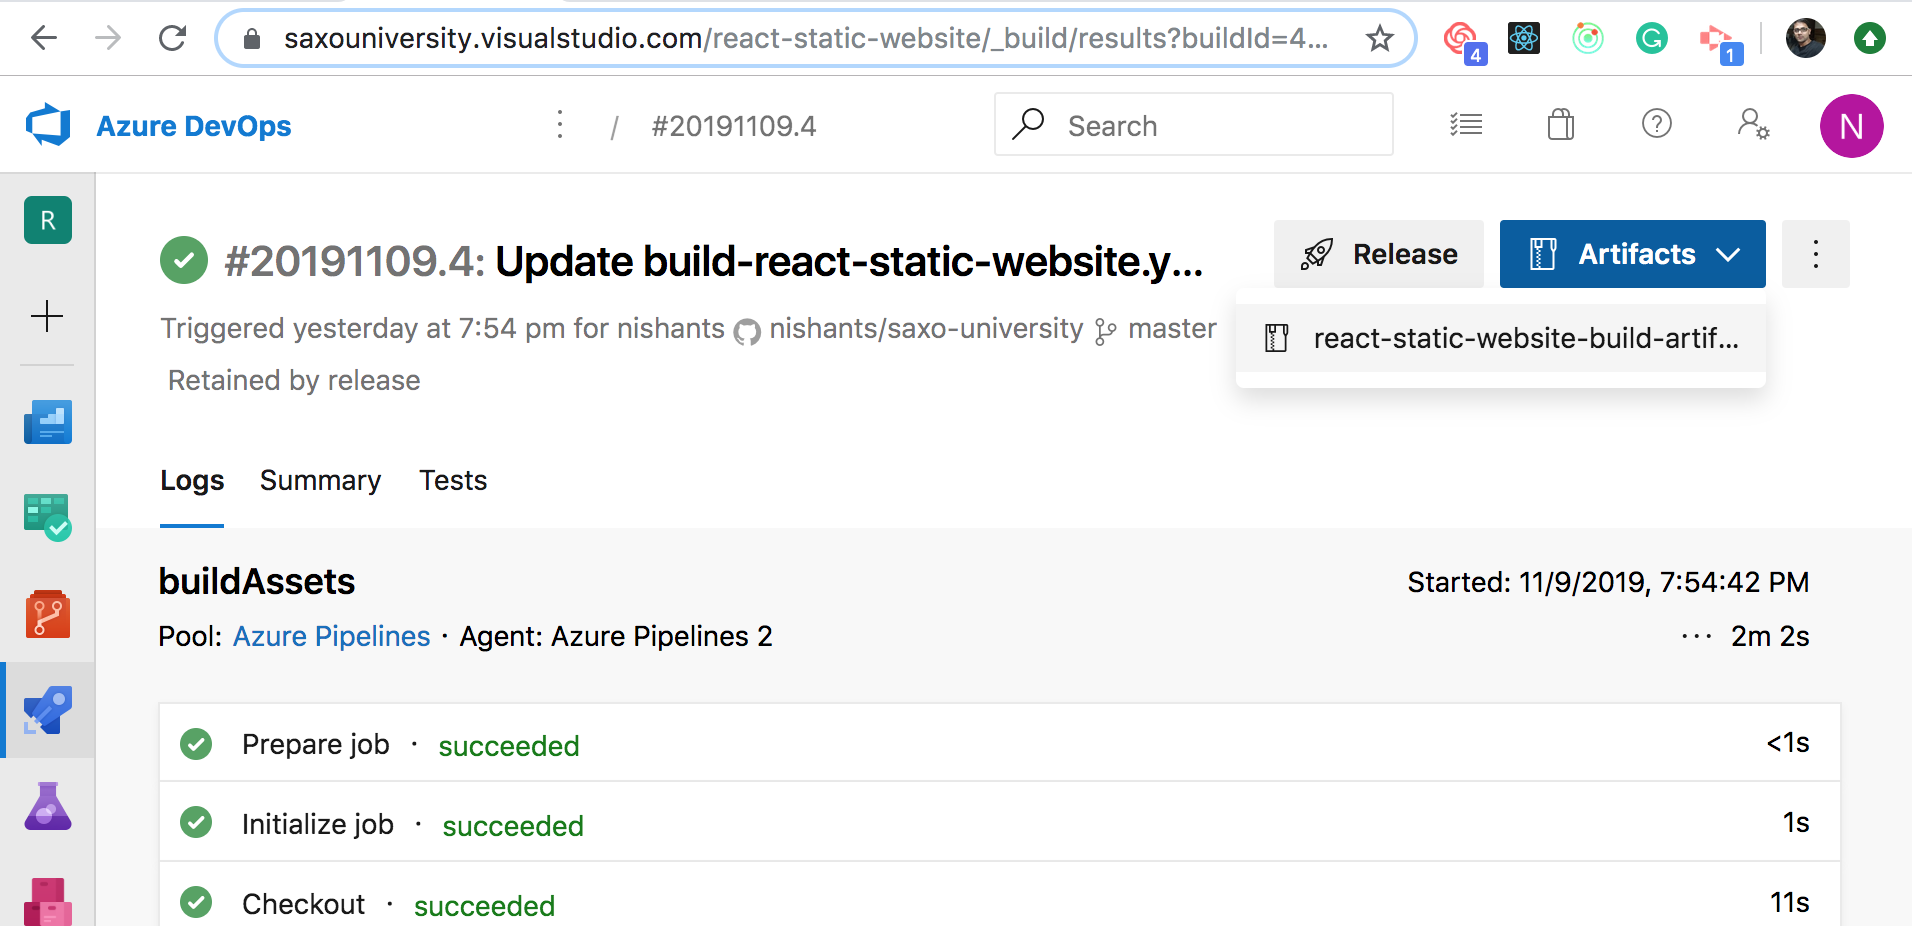 saxouniversity.visualstudio.com/react-static-website/_build/results?buildId=4...
4
1
Azure DevOps
/ #20191109.4
Search
N
R
#20191109.4: Update build-react-static-website.y...
Release
Artifacts
Triggered yesterday at 7:54 pm for nishants nishants/saxo-university master
react-static-website-build-artif...
Retained by release
Logs Summary Tests
buildAssets
Started: 11/9/2019, 7:54:42 PM
Pool: Azure Pipelines · Agent: Azure Pipelines 2
··· 2m 2s
Prepare job · succeeded <1s
Initialize job · succeeded 1s
Checkout · succeeded 11s